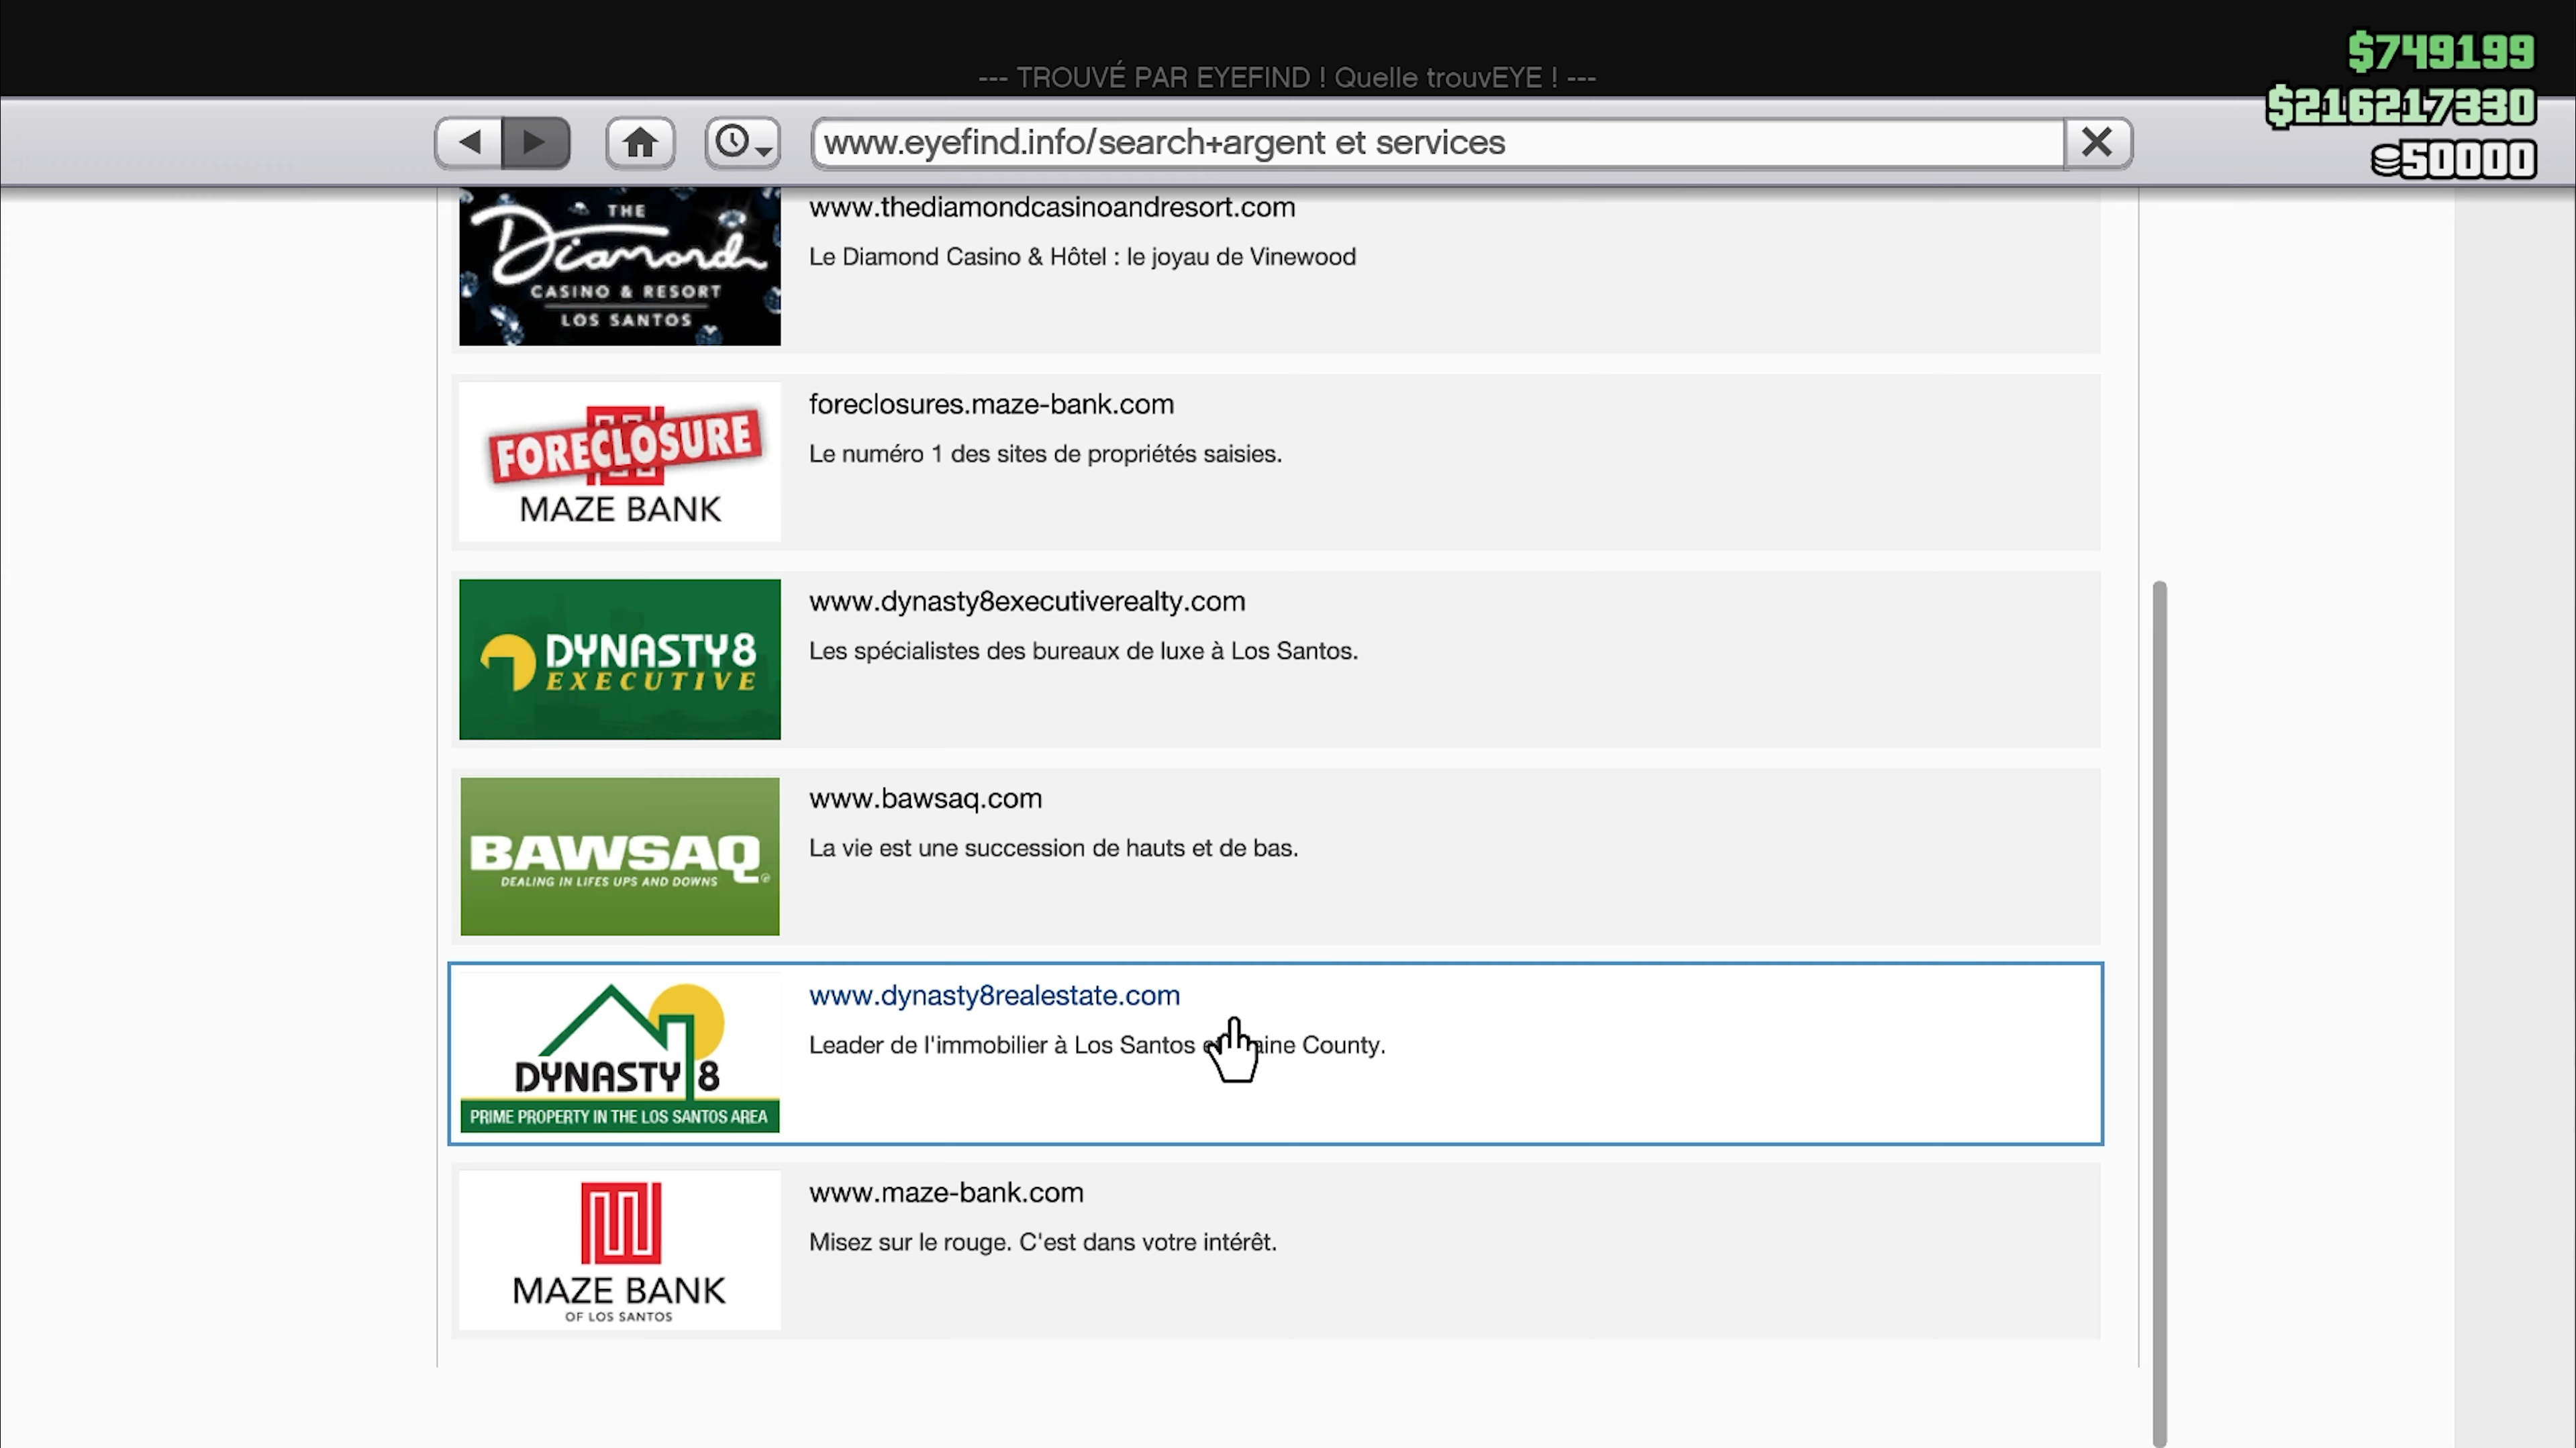 --- TROUVÉ PAR EYEFIND ! Quelle trouvEYE ! ---
$749199
$216217330
50000
www.eyefind.info/search+argent et services
THE
Diamond
CASINO & RESORT
LOS SANTOS
www.thediamondcasinoandresort.com
Le Diamond Casino & Hôtel : le joyau de Vinewood
FORECLOSURE
MAZE BANK
foreclosures.maze-bank.com
Le numéro 1 des sites de propriétés saisies.
DYNASTY 8
EXECUTIVE
www.dynasty8executiverealty.com
Les spécialistes des bureaux de luxe à Los Santos.
BAWSAQ
DEALING IN LIFES UPS AND DOWNS
www.bawsaq.com
La vie est une succession de hauts et de bas.
DYNASTY 8
PRIME PROPERTY IN THE LOS SANTOS AREA
www.dynasty8realestate.com
Leader de l'immobilier à Los Santos County.
MAZE BANK
OF LOS SANTOS
www.maze-bank.com
Misez sur le rouge. C'est dans votre intérêt.